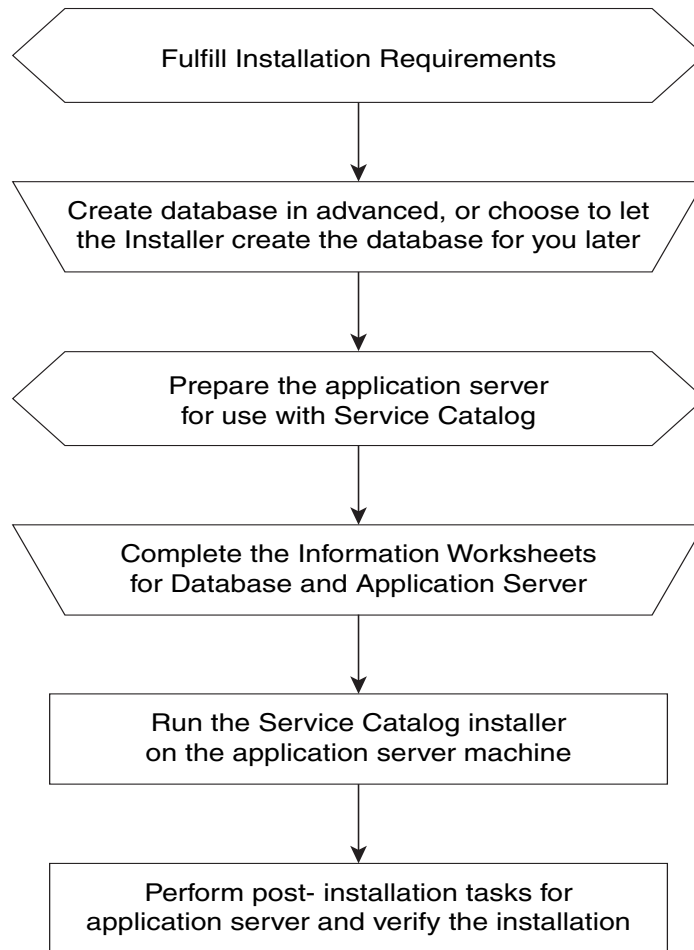 Fulfill Installation Requirements
Create database in advanced, or choose to let
the Installer create the database for you later
Prepare the application server
for use with Service Catalog
Complete the Information Worksheets
for Database and Application Server
Run the Service Catalog installer
on the application server machine
Perform post- installation tasks for
application server and verify the installation